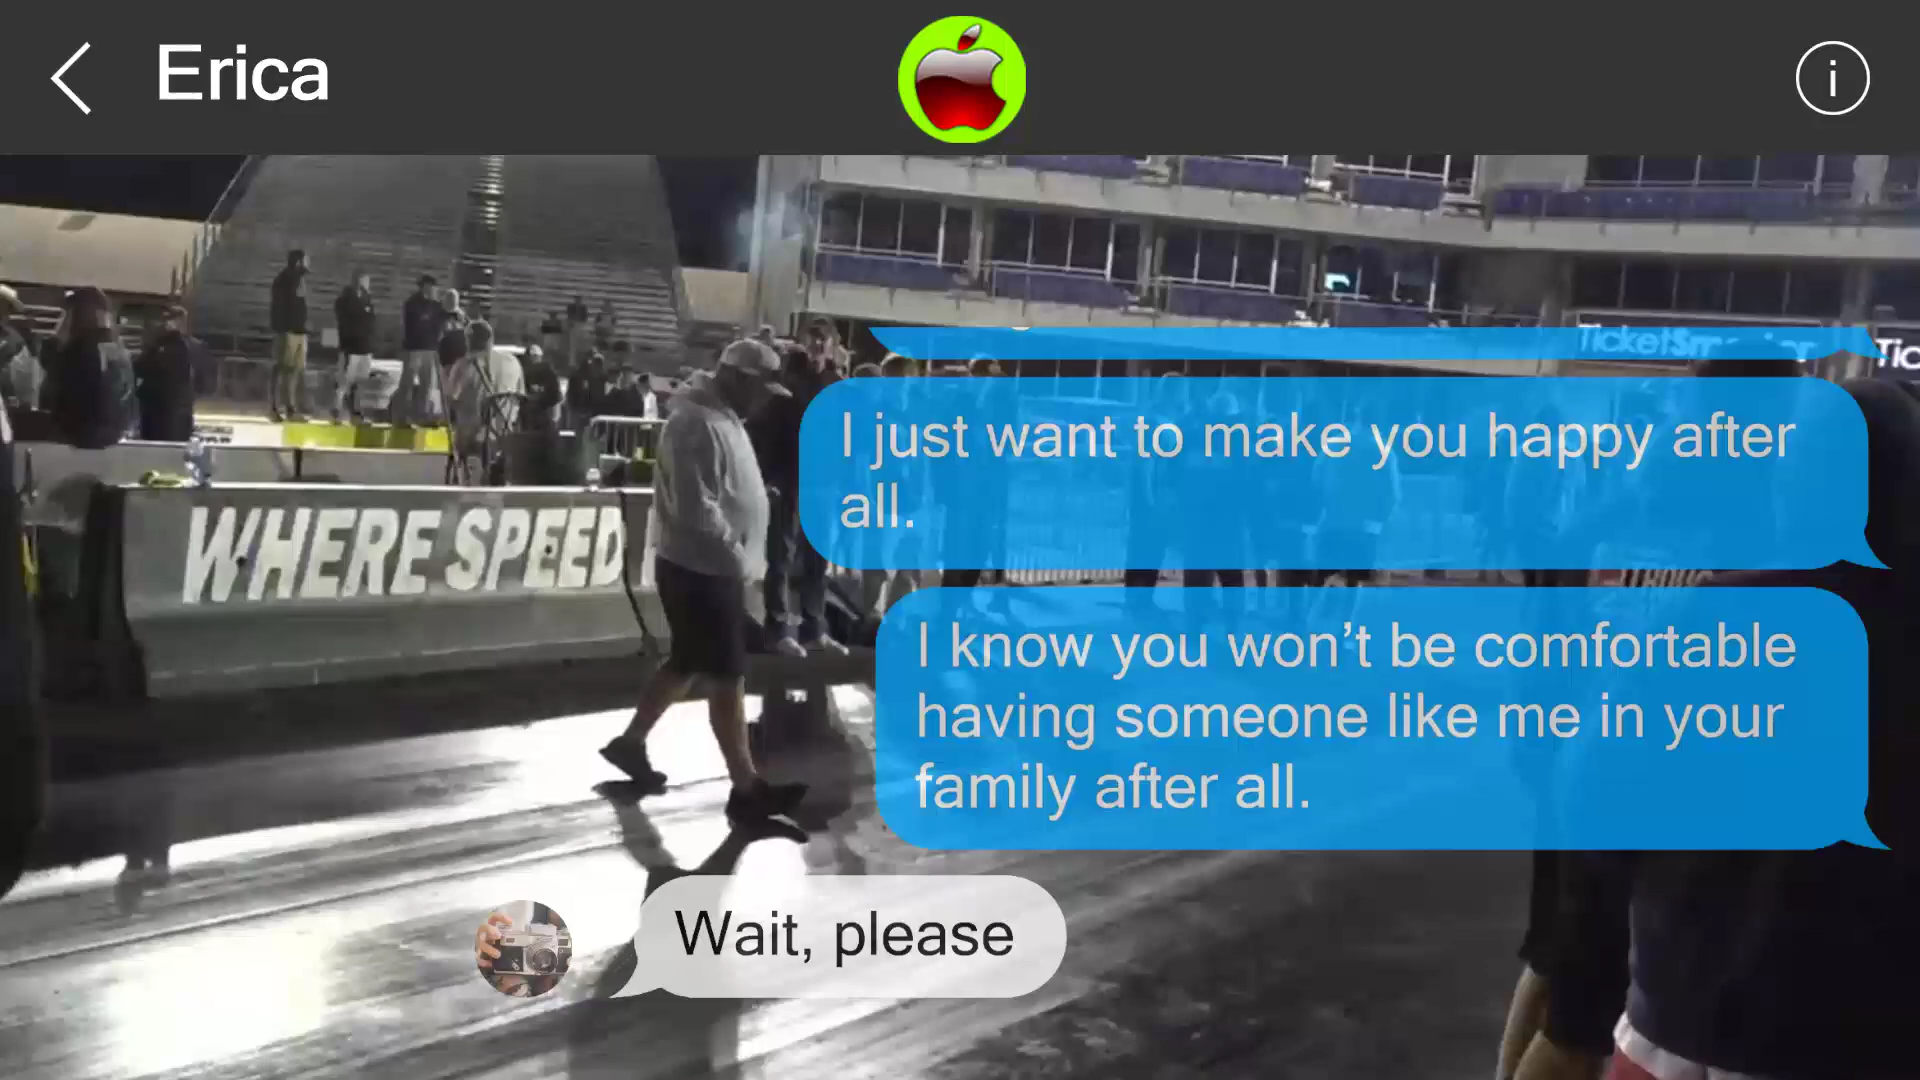 Erica
i
Tic
I just want to make you happy after
all.
WHERE SPEED
I know you won’t be comfortable
having someone like me in your
family after all.
Wait, please